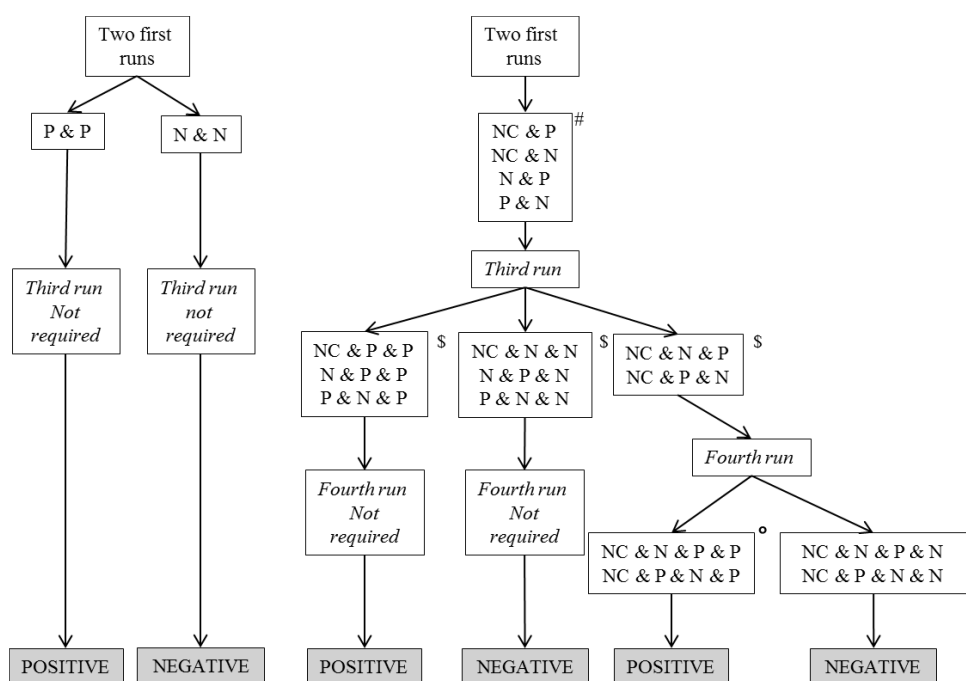 Two first
runs
P & P
N & N
Third run
Not
required
Third run
not
required
POSITIVE
NEGATIVE
Two first
runs
NC & P
NC & N
N & P
P & N
#
Third run
NC & P & P
N & P & P
P & N & P
$
NC & N & N
N & P & N
P & N & N
$
NC & N & P
NC & P & N
$
Fourth run
Not
required
Fourth run
Not
required
Fourth run
NC & N & P & P
NC & P & N & P
°
NC & N & P & N
NC & P & N & N
POSITIVE
NEGATIVE
POSITIVE
NEGATIVE